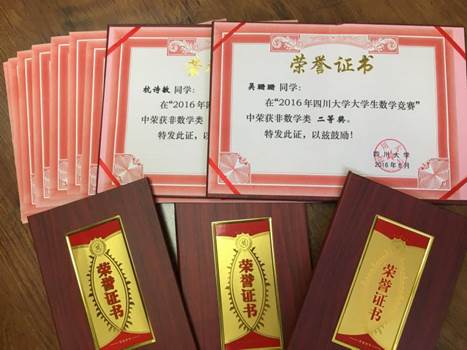 荣誉证书
杭诗敏 同学:
在“2016年
中荣获非数学类
特发此证,以
荣誉证书
吴珊珊 同学:
在“2016年四川大学大学生数学竞赛”
中荣获非数学类 二等奖。
特发此证,以兹鼓励!
四川大学
2016年6月
荣誉证书
荣誉证书
荣誉证书